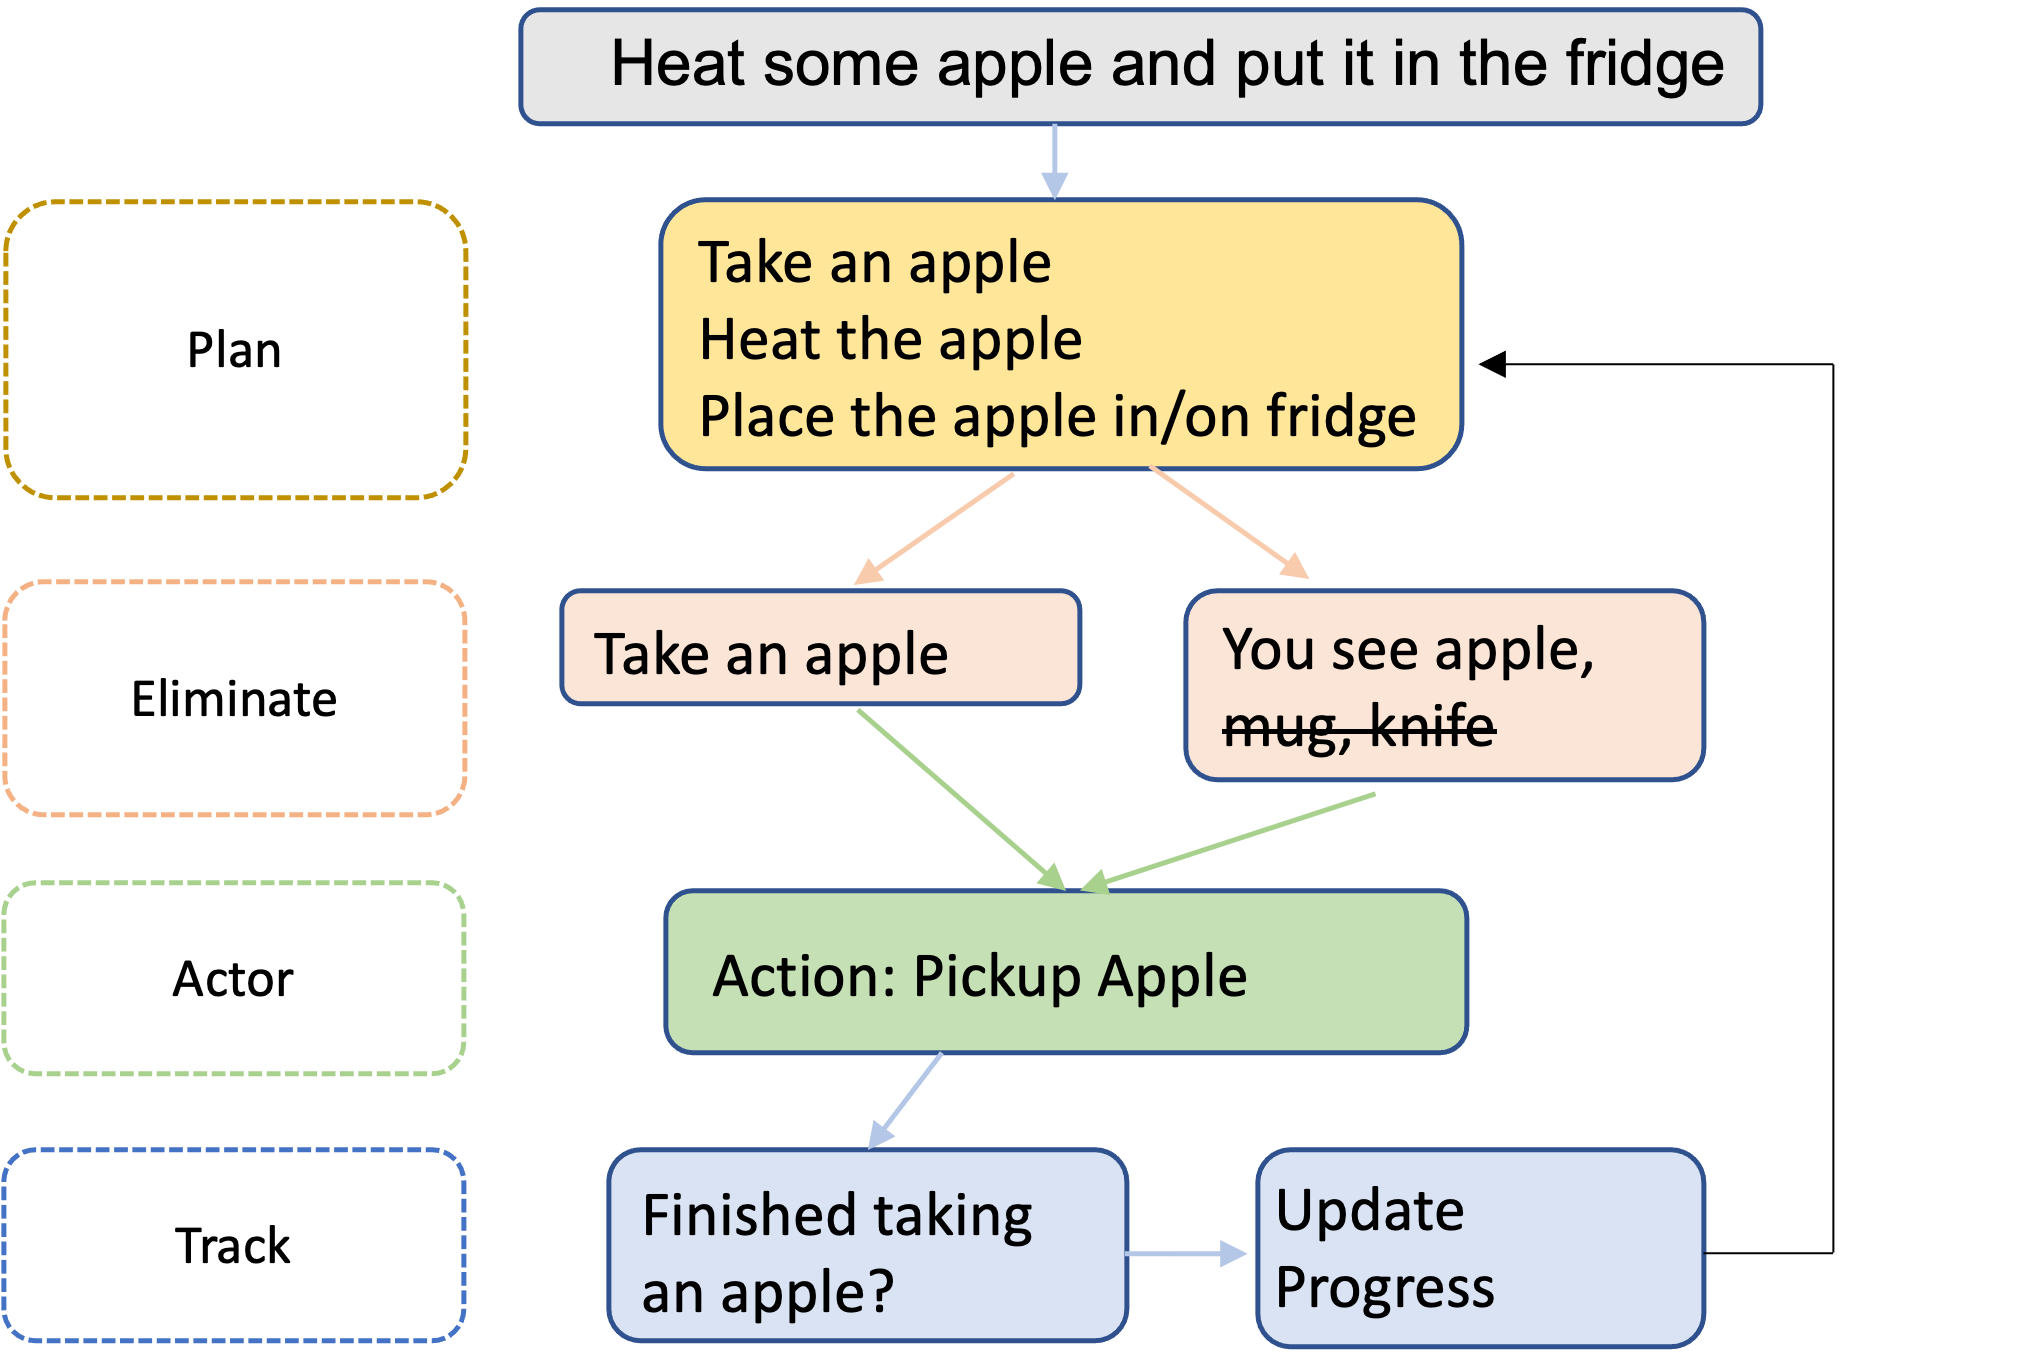 Heat some apple and put it in the fridge
Plan
Take an apple
Heat the apple
Place the apple in/on fridge
Eliminate
Take an apple
You see apple,
mug, knife
Actor
Action: Pickup Apple
Track
Finished taking
an apple?
Update
Progress